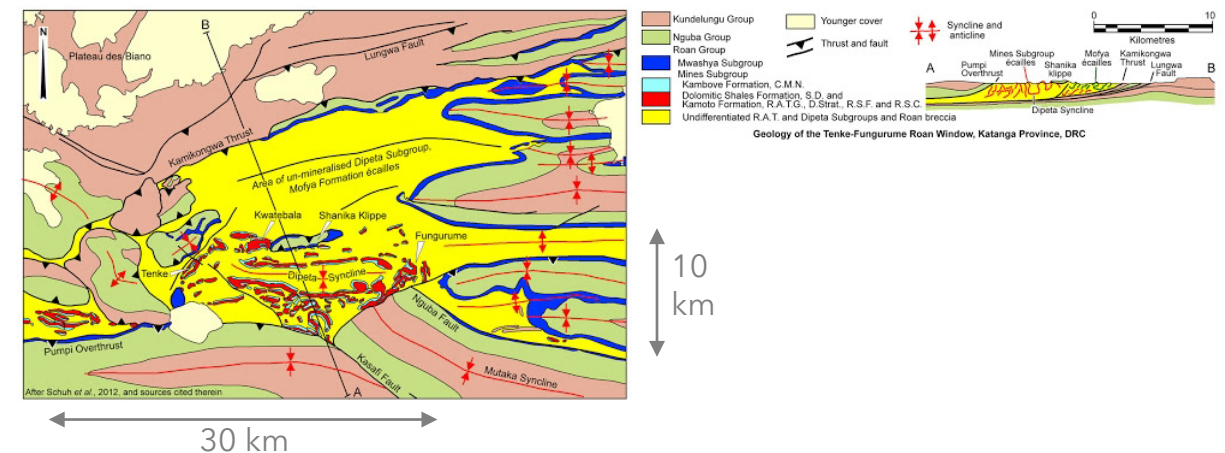 N
B
Plateau des Biano
Lungwa Fault
Kamikongwa Thrust
Area of un-mineralised Dipeta Subgroup,
Mofya Formation écailles
Kwatebala
Shanika Klippe
Fungurume
Tenke
Dipeta Syncline
Nguba Fault
Pumpi Overthrust
Kasafi Fault
Mutaka Syncline
After Schuh et al., 2012, and sources cited therein
A
30 km
10
km
Kundelungu Group
Nguba Group
Roan Group
Mwashya Subgroup
Mines Subgroup
Kambove Formation, C.M.N.
Dolomitic Shales Formation, S.D. and
Kamoto Formation, R.A.T.G., D.Strat., R.S.F. and R.S.C.
Undifferentiated R.A.T. and Dipeta Subgroups and Roan breccia
Younger cover
Thrust and fault
Syncline and
anticline
0 10
Kilometres
A
Pumpi
Overthrust
Mines Subgroup
écailles
Shanika
klippe
Mofya
écailles
Kamikongwa
Thrust
Lungwa
Fault
B
Dipeta Syncline
Geology of the Tenke-Fungurume Roan Window, Katanga Province, DRC